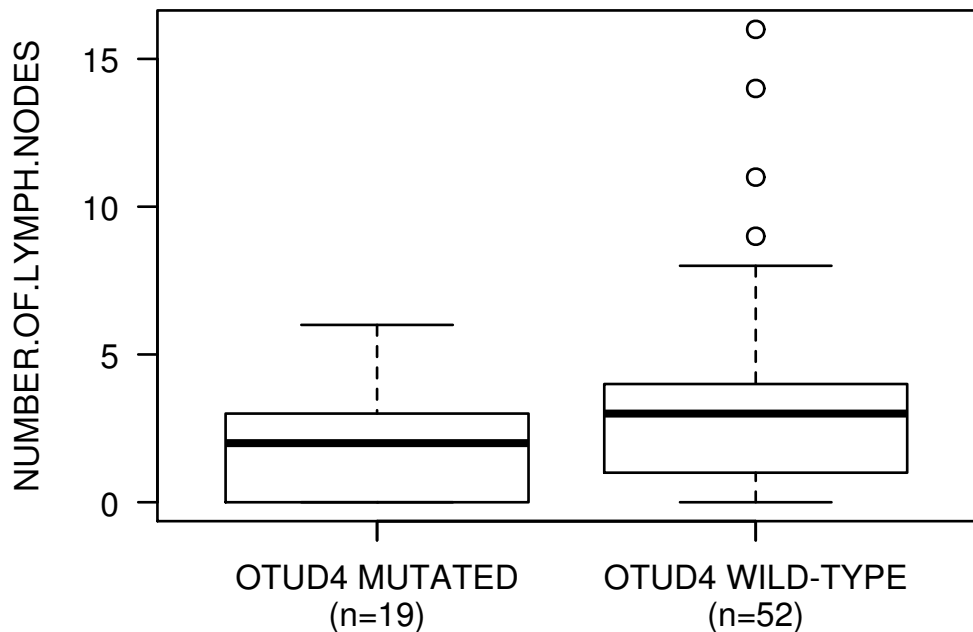 NUMBER.OF.LYMPH.NODES
15
10
5
0
OTUD4 MUTATED
(n=19)
OTUD4 WILD-TYPE
(n=52)